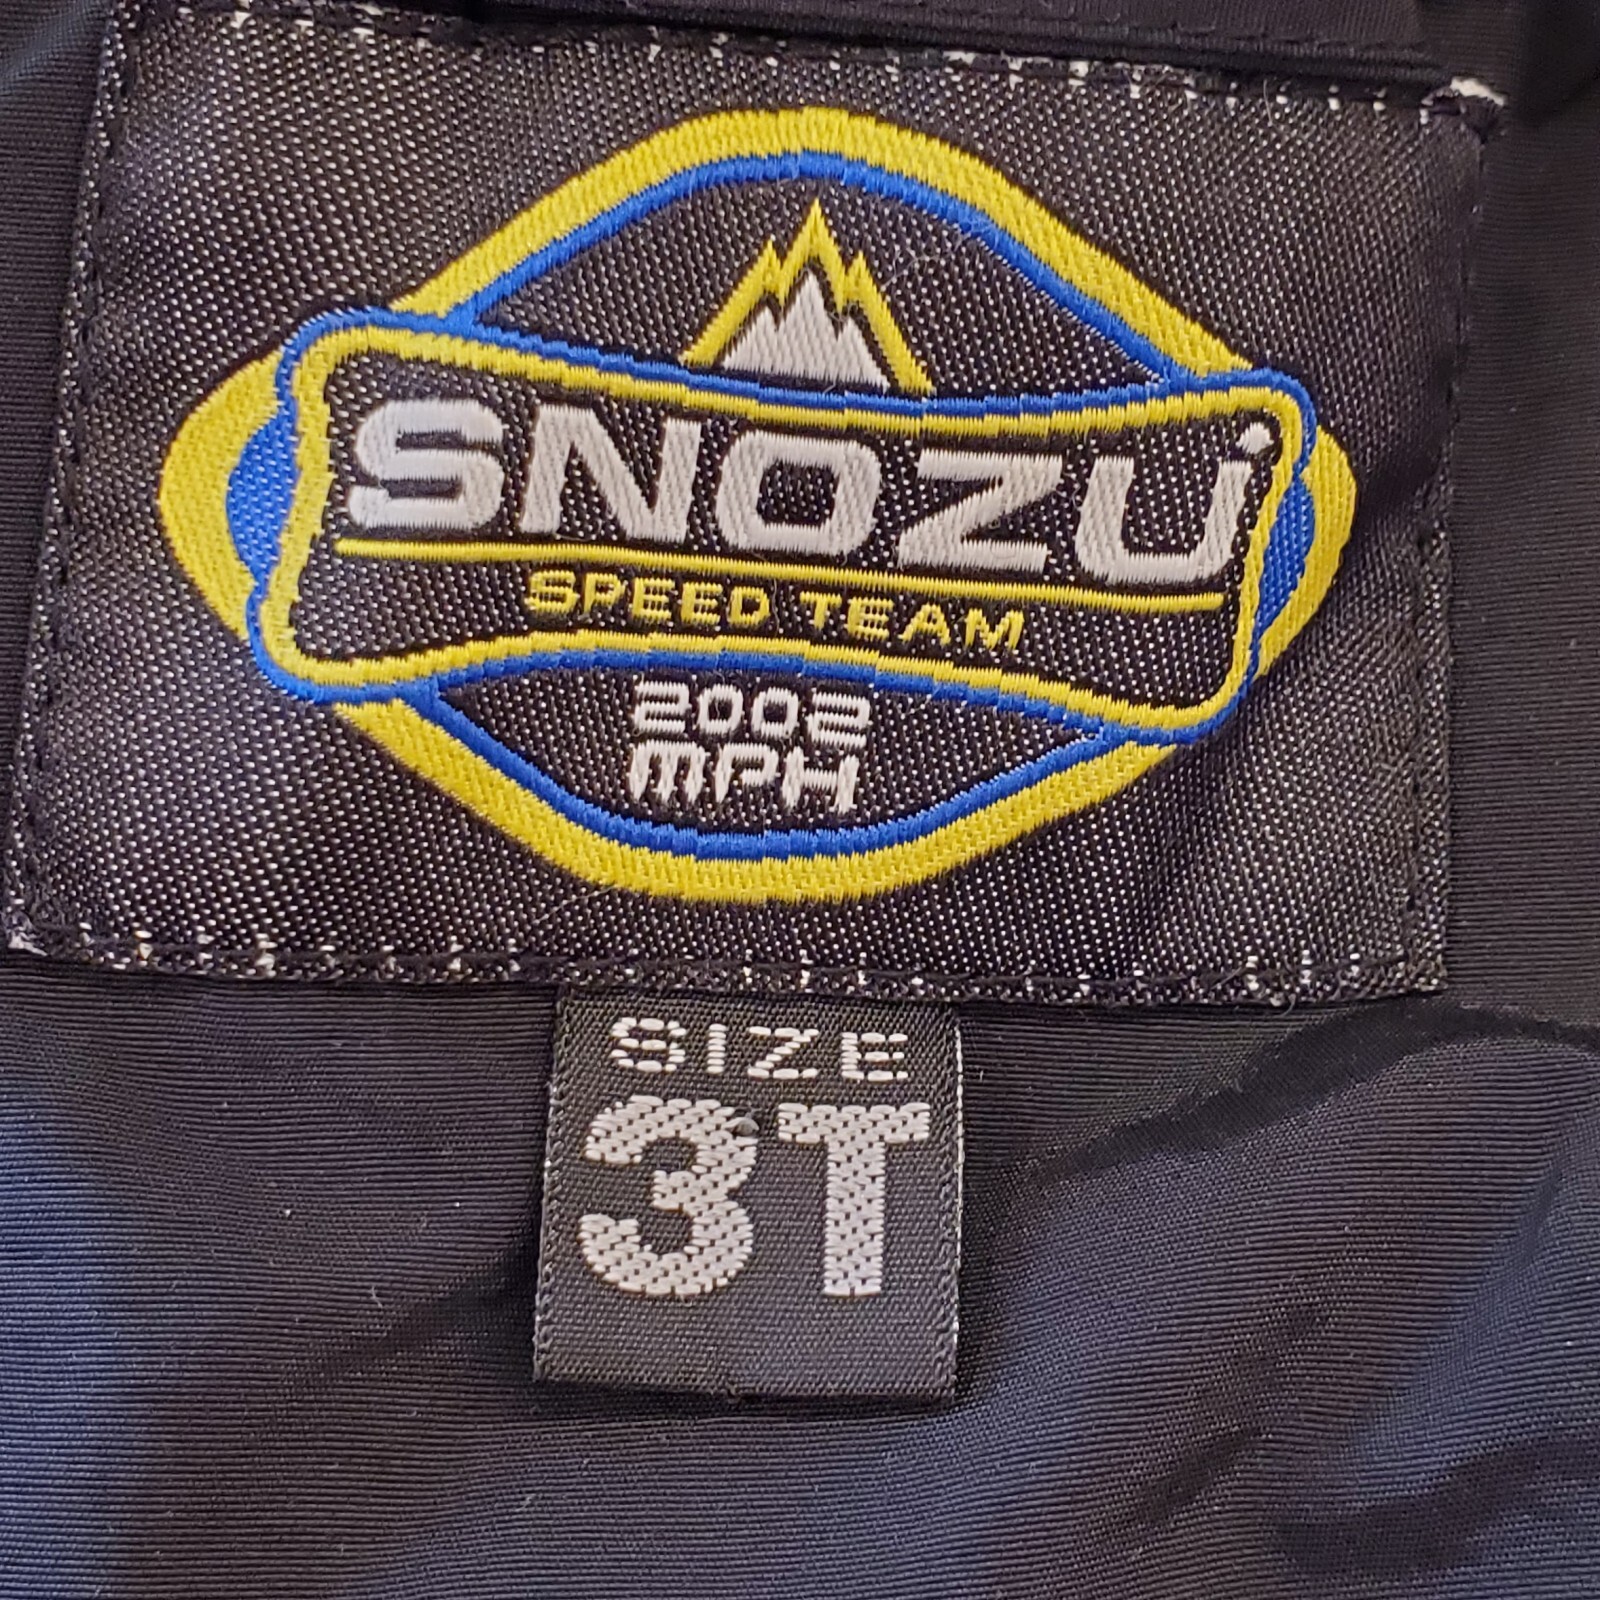 SNOZU
SPEED TEAM
2002
MPH
SIZE
3T